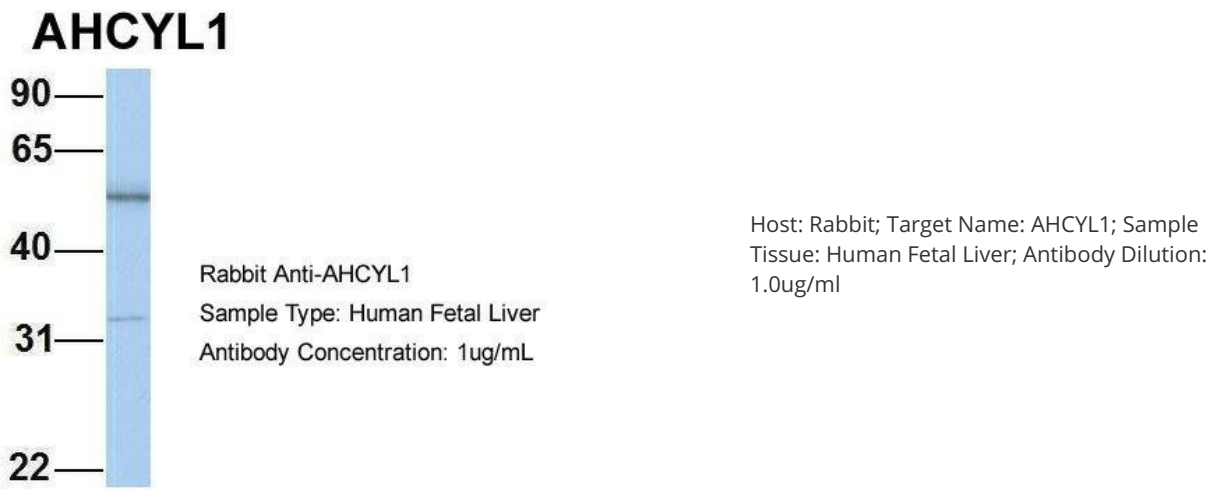 AHCYL1
90
65
40
31
22
Rabbit Anti-AHCYL1
Sample Type: Human Fetal Liver
Antibody Concentration: 1ug/mL
Host: Rabbit; Target Name: AHCYL1; Sample
Tissue: Human Fetal Liver; Antibody Dilution:
1.0ug/ml